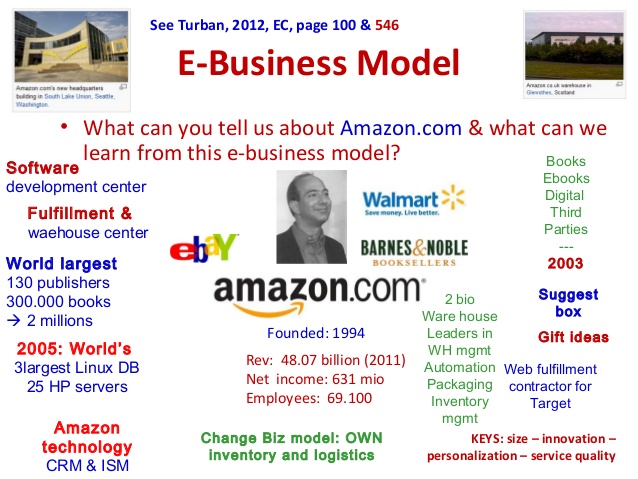 See Turban, 2012, EC, page 100 & 546
E-Business Model
Amazon.com's new headquarters
building in South Lake Union, Seattle,
Washington.
Amazon.co.uk warehouse in
Glenrothes, Scotland
• What can you tell us about Amazon.com & what can we
learn from this e-business model?
Software
development center
Fulfillment &
waehouse center
World largest
130 publishers
300.000 books
→ 2 millions
2005: World's
3largest Linux DB
25 HP servers
Amazon
technology
CRM & ISM
ebay
Walmart
Save money. Live better.
BARNES&NOBLE
BOOKSELLERS
amazon.com
Founded: 1994
Rev: 48.07 billion (2011)
Net income: 631 mio
Employees: 69.100
Change Biz model: OWN
inventory and logistics
Books
Ebooks
Digital
Third
Parties
---
2003
2 bio
Ware house
Leaders in
WH mgmt
Automation
Packaging
Inventory
mgmt
Suggest
box
Gift ideas
Web fulfillment
contractor for
Target
KEYS: size – innovation –
personalization – service quality